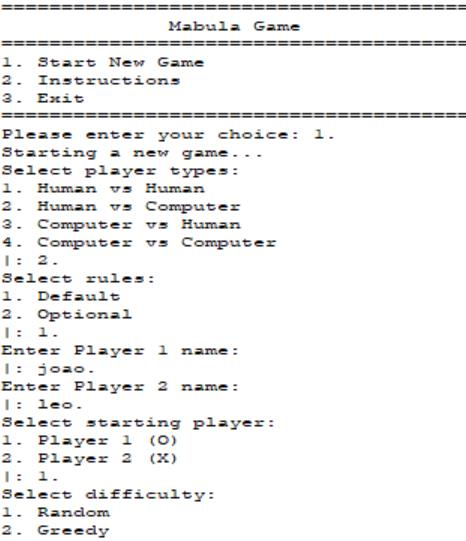 ====================================================
Mabula Game
====================================================
1. Start New Game
2. Instructions
3. Exit
====================================================
Please enter your choice: 1.
Starting a new game...
Select player types:
1. Human vs Human
2. Human vs Computer
3. Computer vs Human
4. Computer vs Computer
|: 2.
Select rules:
1. Default
2. Optional
|: 1.
Enter Player 1 name:
|: joao.
Enter Player 2 name:
|: leo.
Select starting player:
1. Player 1 (O)
2. Player 2 (X)
|: 1.
Select difficulty:
1. Random
2. Greedy